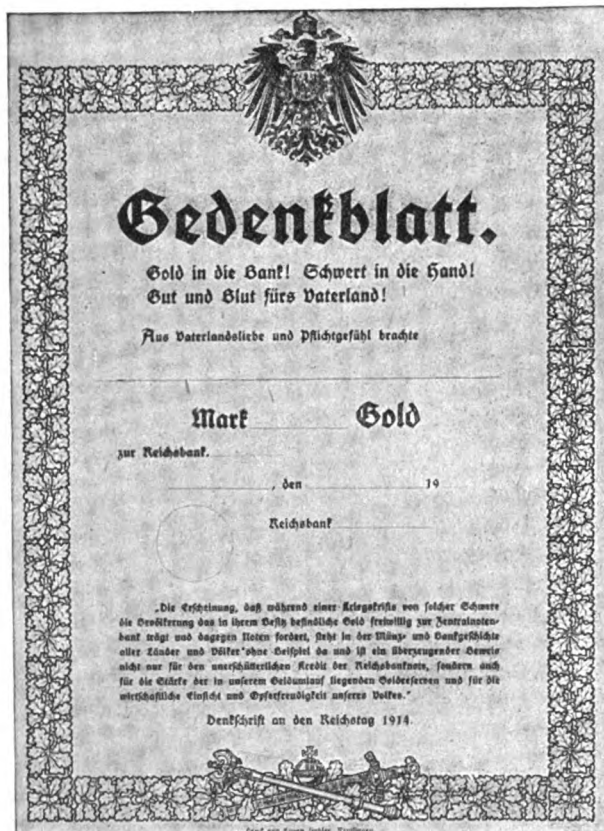 Gedenkblatt.
Gold in die Bank! Schwert in die Hand!
Gut und Blut fürs Vaterland!
Aus Vaterlandsliebe und Pflichtgefühl brachte
Mark Gold
zur Reichsbank.
, den 19
Reichsbank
„Die Erscheinung, daß während einer Kriegskrisis von solcher Schwere
die Bevölkerung das in ihrem Besitz befindliche Gold freiwillig zur Zentralnoten-
bank trägt und dagegen Noten fordert, steht in der Münz- und Bankgeschichte
aller Länder und Völker ohne Beispiel da und ist ein überzeugender Beweis
nicht nur für den unerschütterlichen Kredit der Reichsbanknote, sondern auch
für die Stärke der in unserem Geldumlauf liegenden Goldreserven und für die
wirtschaftliche Einsicht und Opferfreudigkeit unseres Volkes."
Denkschrift an den Reichstag 1914.